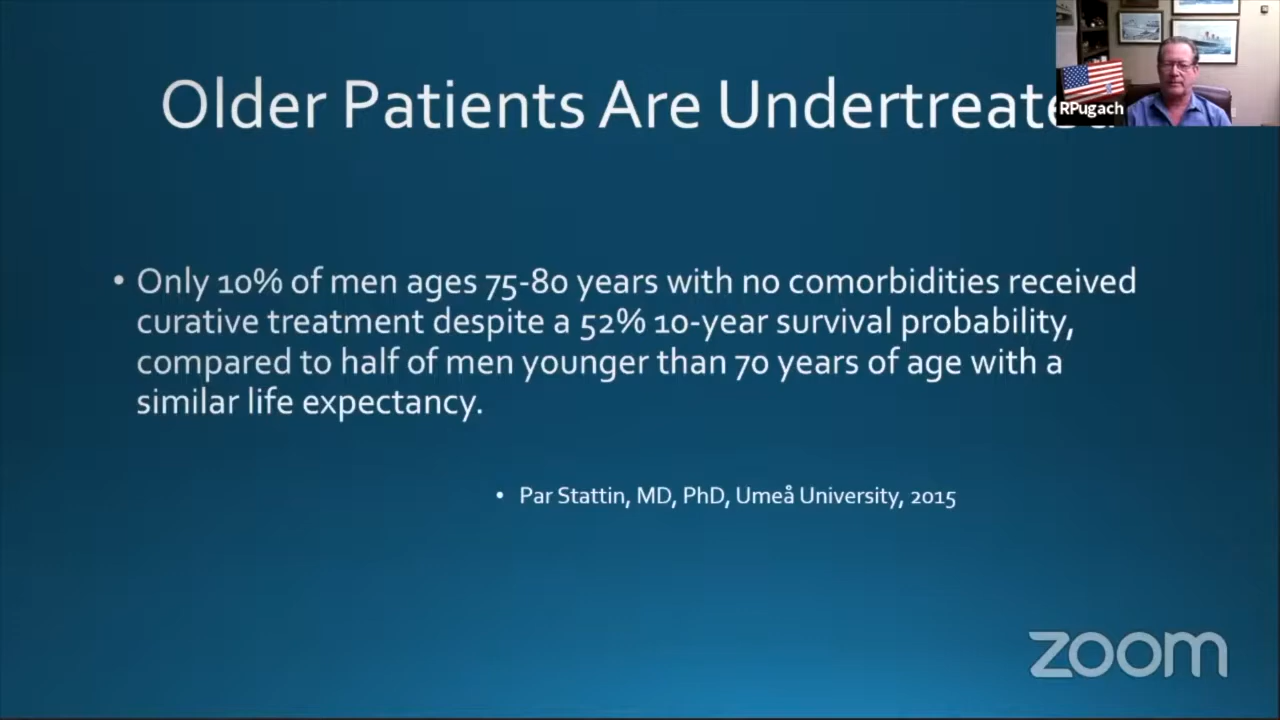 Older Patients Are Undertreated
RPugach
• Only 10% of men ages 75-80 years with no comorbidities received
curative treatment despite a 52% 10-year survival probability,
compared to half of men younger than 70 years of age with a
similar life expectancy.
• Par Stattin, MD, PhD, Umeå University, 2015
zoom